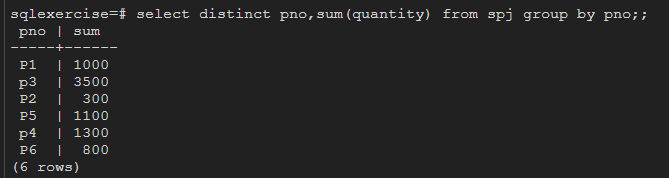 sqlexercise=# select distinct pno,sum(quantity) from spj group by pno;;
 pno | sum
-----+------
 P1  | 1000
 p3  | 3500
 P2  |  300
 P5  | 1100
 p4  | 1300
 P6  |  800
(6 rows)